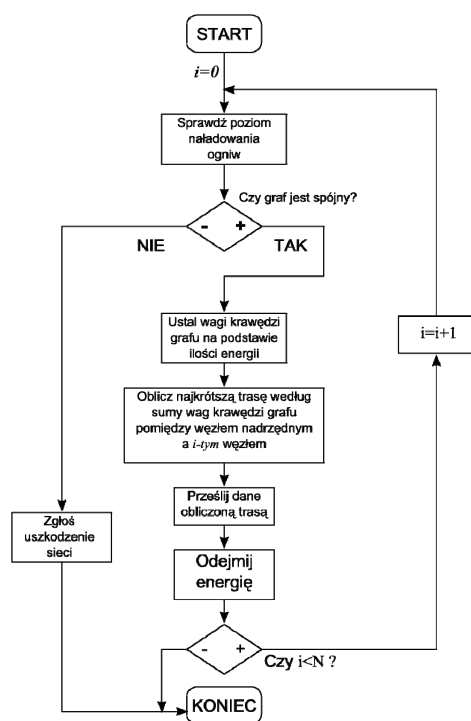 START
i=0
Sprawdź poziom
naładowania
ogniw
Czy graf jest spójny?
- +
NIE TAK
Ustal wagi krawędzi
grafu na podstawie
ilości energii
i=i+1
Oblicz najkrótszą trasę według
sumy wag krawędzi grafu
pomiędzy węzłem nadrzędnym
a i-tym węzłem
Prześlij dane
obliczoną trasą
Zgłoś
uszkodzenie
sieci
Odejmij
energię
- +
Czy i<N ?
KONIEC